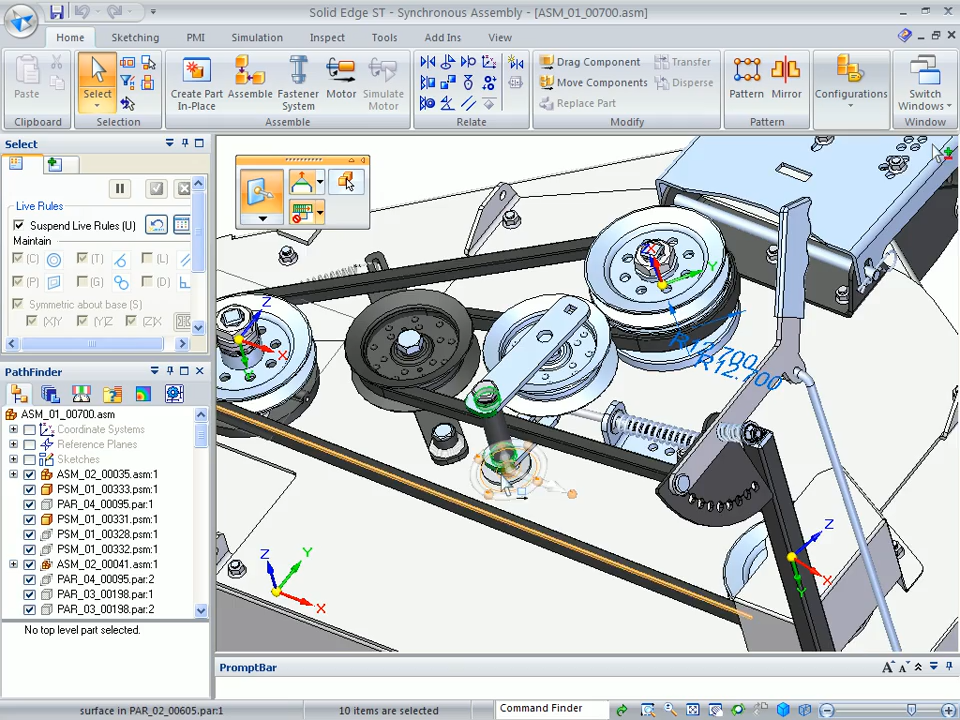 Solid Edge ST - Synchronous Assembly - [ASM_01_00700.asm]
Home
Sketching
PMI
Simulation
Inspect
Tools
Add Ins
View
Paste
Clipboard
Select
Selection
Create Part
In-Place
Assemble
Fastener
System
Motor
Simulate
Motor
Assemble
Relate
Drag Component
Move Components
Replace Part
Transfer
Disperse
Modify
Pattern
Mirror
Pattern
Configurations
Switch
Windows
Window
Select
Live Rules
Suspend Live Rules (U)
Maintain
(C)
(T)
(L)
(P)
(G)
(D)
Symmetric about base (S)
(X)Y
(Y)Z
(Z)X
PathFinder
ASM_01_00700.asm
Coordinate Systems
Reference Planes
Sketches
ASM_02_00035.asm:1
PSM_01_00333.psm:1
PAR_04_00095.par:1
PSM_01_00331.psm:1
PSM_01_00328.psm:1
PSM_01_00332.psm:1
ASM_02_00041.asm:1
PAR_04_00095.par:2
PAR_03_00198.par:1
PAR_03_00198.par:2
No top level part selected.
X
Y
Z
X
Y
R12.700
R12.700
Z
Y
X
Z
X
Y
PromptBar
surface in PAR_02_00605.par:1
10 items are selected
Command Finder